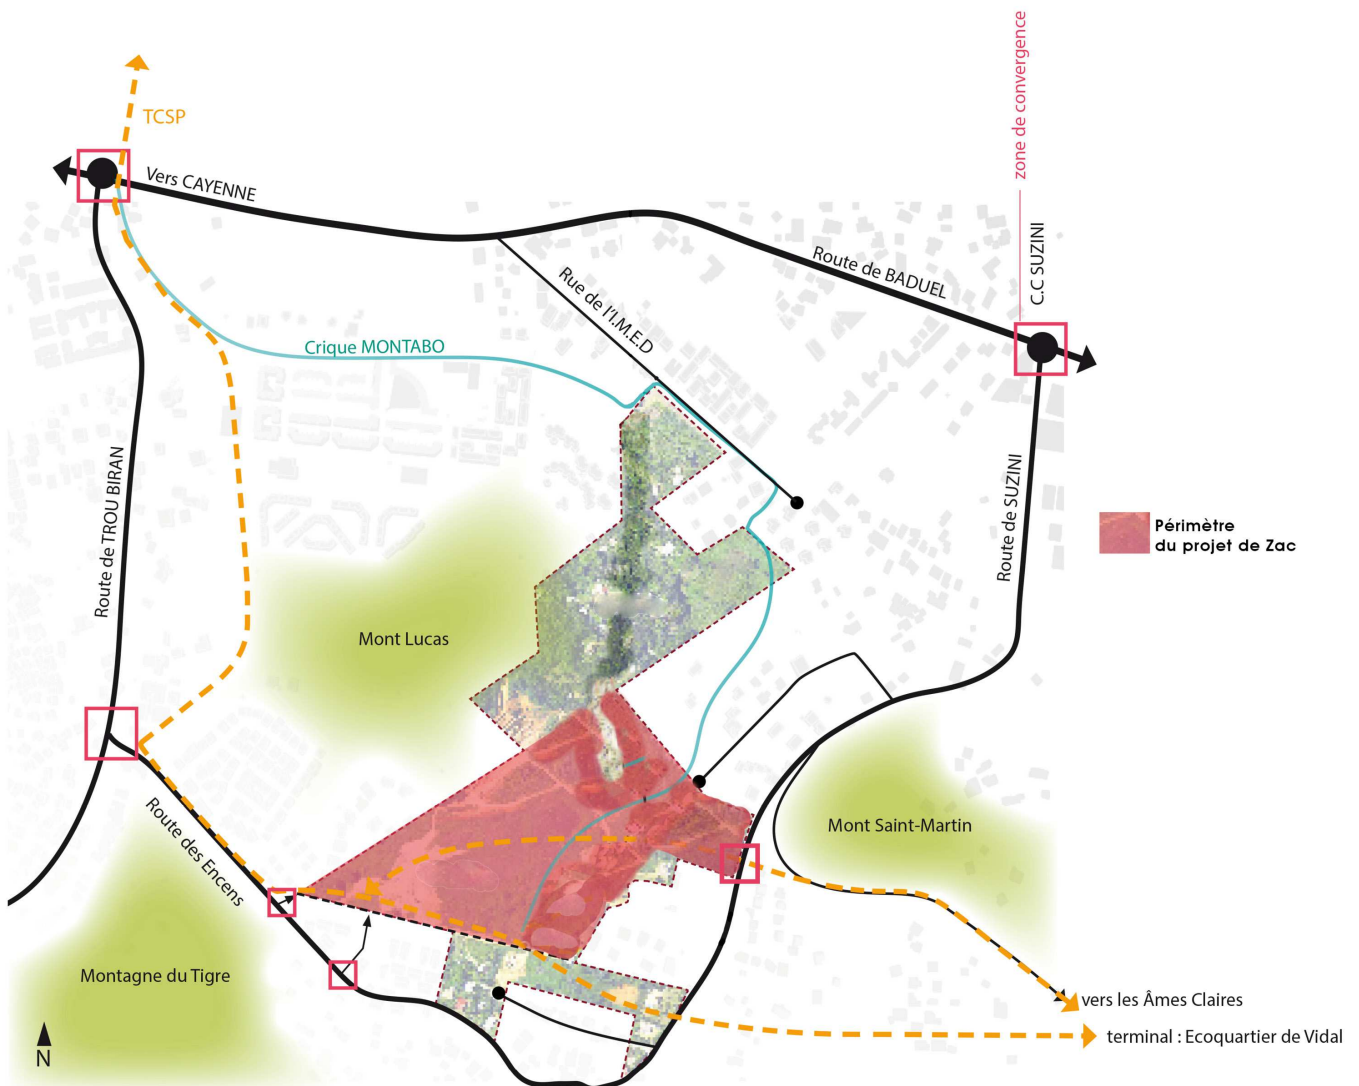 zone de convergence
TCSP
Vers CAYENNE
C.C SUZINI
Route de BADUEL
Rue de l'I.M.E.D
Crique MONTABO
Route de TROU BIRAN
Route de SUZINI
Périmètre
du projet de Zac
Mont Lucas
Mont Saint-Martin
Route des Encens
Montagne du Tigre
vers les Âmes Claires
terminal : Ecoquartier de Vidal
N